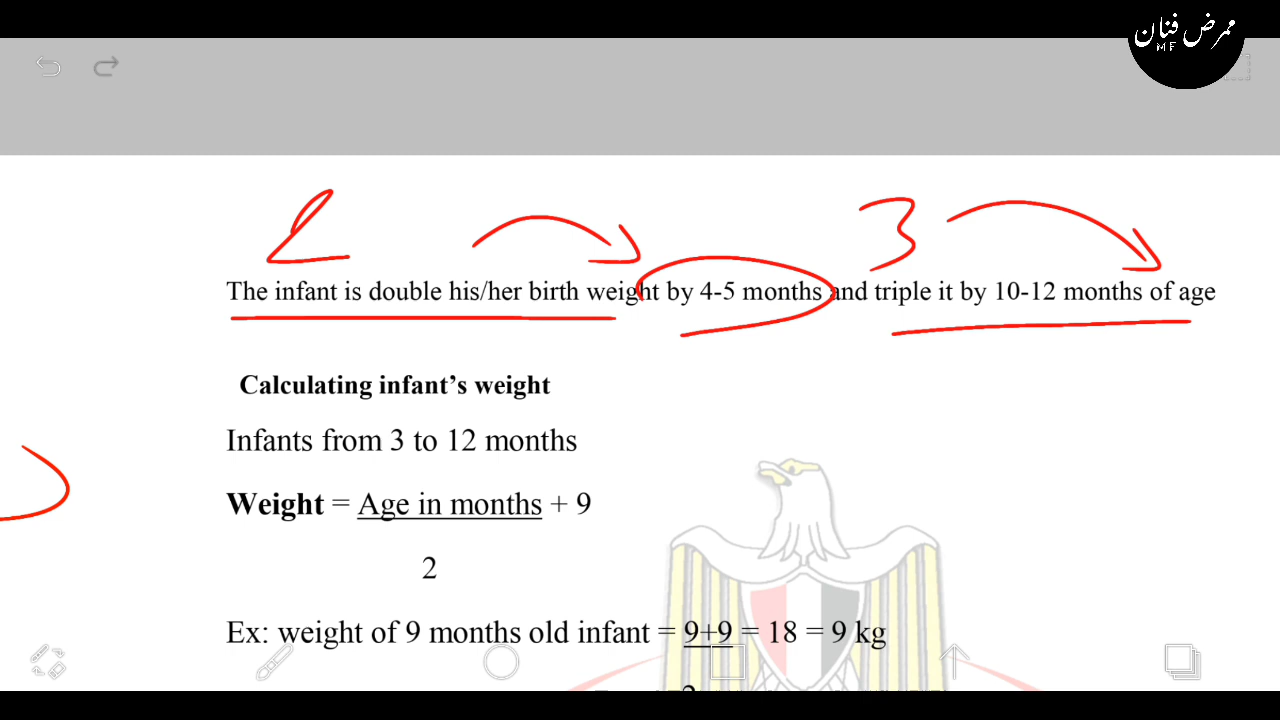 ممرض فنان
MF
2 3
The infant is double his/her birth weight by 4-5 months and triple it by 10-12 months of age
Calculating infant's weight
Infants from 3 to 12 months
Weight = Age in months + 9
2
Ex: weight of 9 months old infant = 9+9 = 18 = 9 kg
2